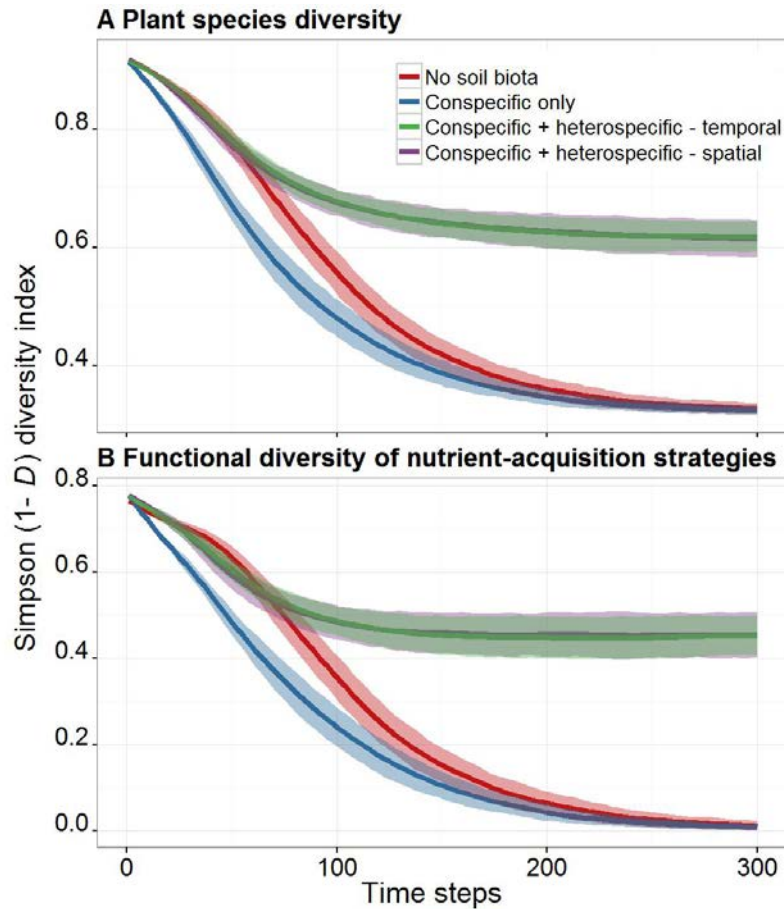 A Plant species diversity
No soil biota
Conspecific only
Conspecific + heterospecific - temporal
Conspecific + heterospecific - spatial
0.8
0.6
0.4
Simpson (1- D) diversity index
B Functional diversity of nutrient-acquisition strategies
0.8
0.6
0.4
0.2
0.0
0 100 200 300
Time steps